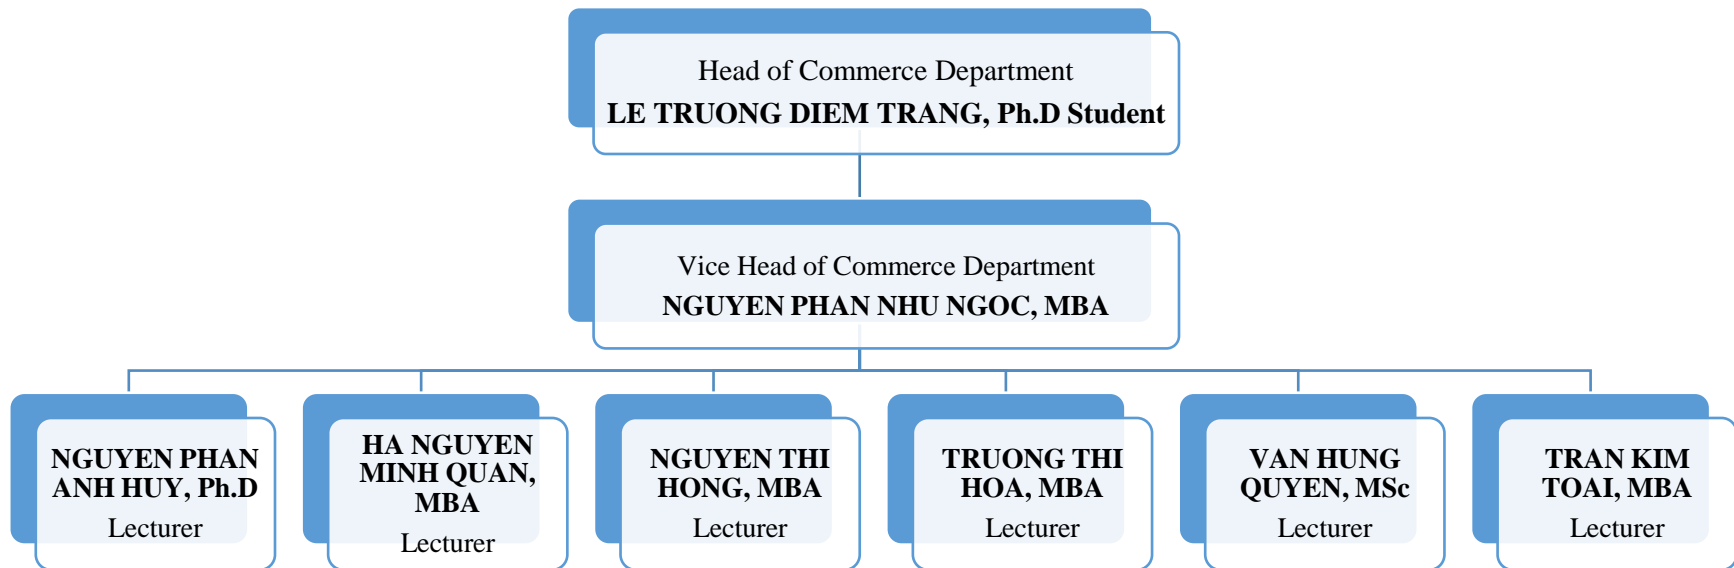 Head of Commerce Department
LE TRUONG DIEM TRANG, Ph.D Student
Vice Head of Commerce Department
NGUYEN PHAN NHU NGOC, MBA
NGUYEN PHAN
ANH HUY, Ph.D
Lecturer
HA NGUYEN
MINH QUAN,
MBA
Lecturer
NGUYEN THI
HONG, MBA
Lecturer
TRUONG THI
HOA, MBA
Lecturer
VAN HUNG
QUYEN, MSc
Lecturer
TRAN KIM
TOAI, MBA
Lecturer